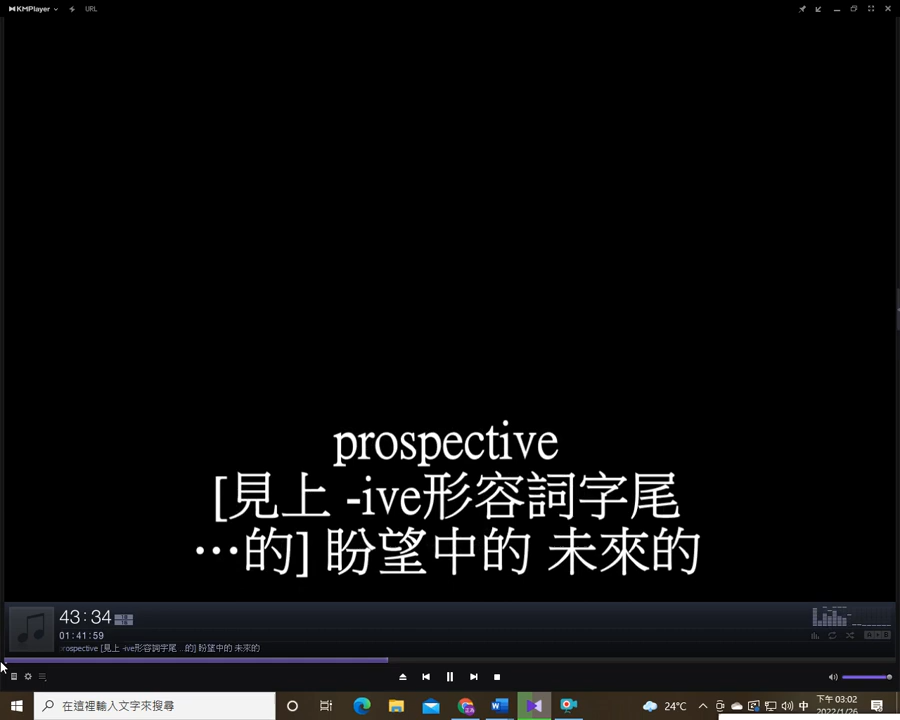 KMPlayer
URL
prospective
[見上 -ive形容詞字尾
…的] 盼望中的 未來的
43:34
01:41:59
rospective [見上 -ive形容詞字尾 ...的] 盼望中的 未來的
A B
在這裡輸入文字來搜尋
24°C
中
下午 03:02
2022/1/26